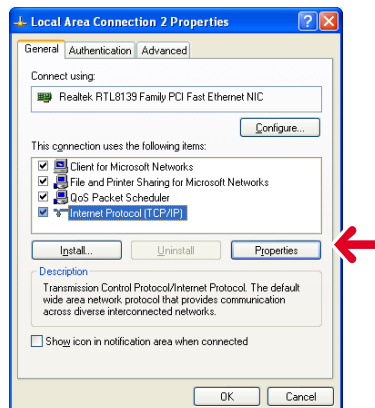 Local Area Connection 2 Properties
General Authentication Advanced
Connect using:
Realtek RTL8139 Family PCI Fast Ethernet NIC
Configure...
This connection uses the following items:
Client for Microsoft Networks
File and Printer Sharing for Microsoft Networks
QoS Packet Scheduler
Internet Protocol (TCP/IP)
Install... Uninstall Properties
Description
Transmission Control Protocol/Internet Protocol. The default
wide area network protocol that provides communication
across diverse interconnected networks.
Show icon in notification area when connected
OK Cancel